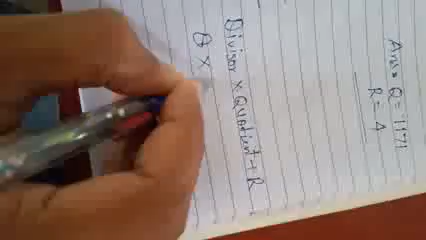 Ans. Q = 1171
R = 4
Divisor × Quotient + R
8 ×